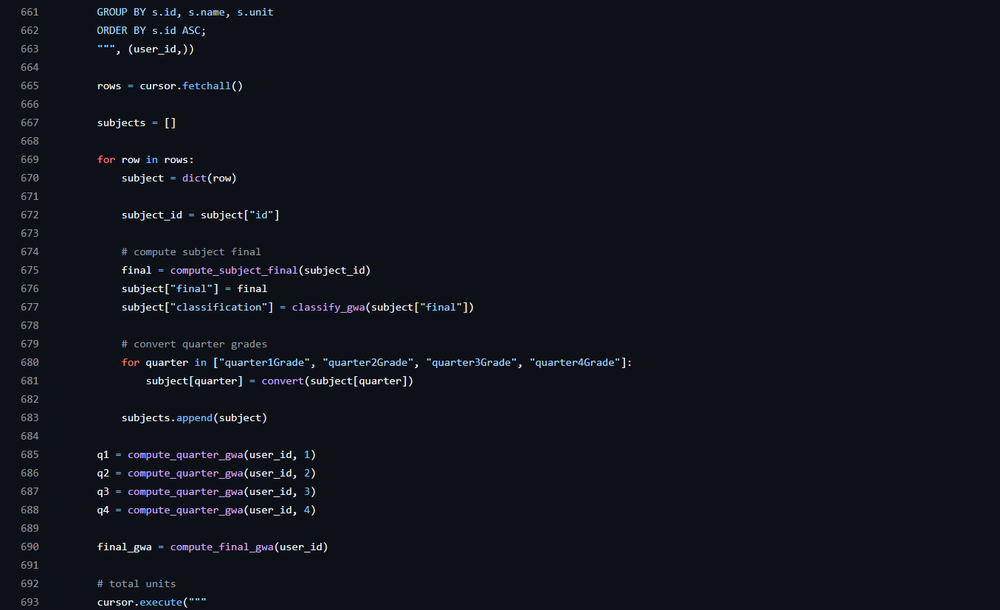 661 GROUP BY s.id, s.name, s.unit
662 ORDER BY s.id ASC;
663 """, (user_id,))
664
665 rows = cursor.fetchall()
666
667 subjects = []
668
669 for row in rows:
670 subject = dict(row)
671
672 subject_id = subject["id"]
673
674 # compute subject final
675 final = compute_subject_final(subject_id)
676 subject["final"] = final
677 subject["classification"] = classify_gwa(subject["final"])
678
679 # convert quarter grades
680 for quarter in ["quarter1Grade", "quarter2Grade", "quarter3Grade", "quarter4Grade"]:
681 subject[quarter] = convert(subject[quarter])
682
683 subjects.append(subject)
684
685 q1 = compute_quarter_gwa(user_id, 1)
686 q2 = compute_quarter_gwa(user_id, 2)
687 q3 = compute_quarter_gwa(user_id, 3)
688 q4 = compute_quarter_gwa(user_id, 4)
689
690 final_gwa = compute_final_gwa(user_id)
691
692 # total units
693 cursor.execute("""